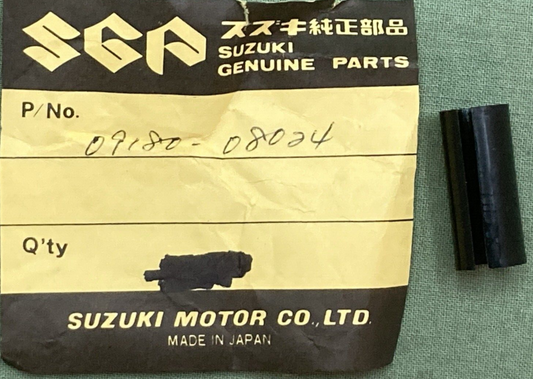 SGP スズキ純正部品
SUZUKI
GENUINE PARTS
P/No.
09180-08024
Q'ty
SUZUKI MOTOR CO.,LTD.
MADE IN JAPAN